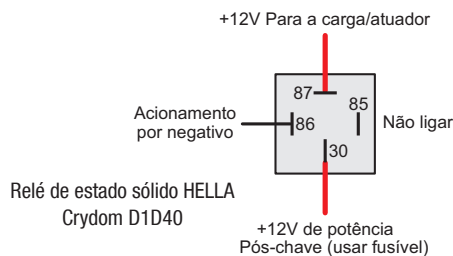 +12V Para a carga/atuador
87
85
Acionamento
por negativo
86
Não ligar
30
Relé de estado sólido HELLA
Crydom D1D40
+12V de potência
Pós-chave (usar fusível)